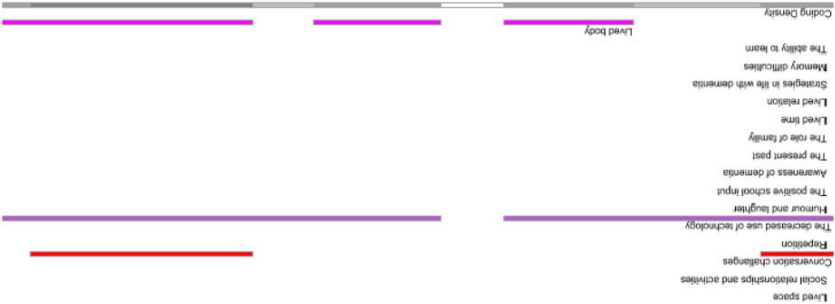 Lived space
Social relationships and activities
Conversation challenges
Repetition
The decreased use of technology
Humour and laughter
The positive school input
Awareness of dementia
The present past
The role of family
Lived time
Lived relation
Strategies in life with dementia
Memory difficulties
The ability to learn
Lived body
Coding Density